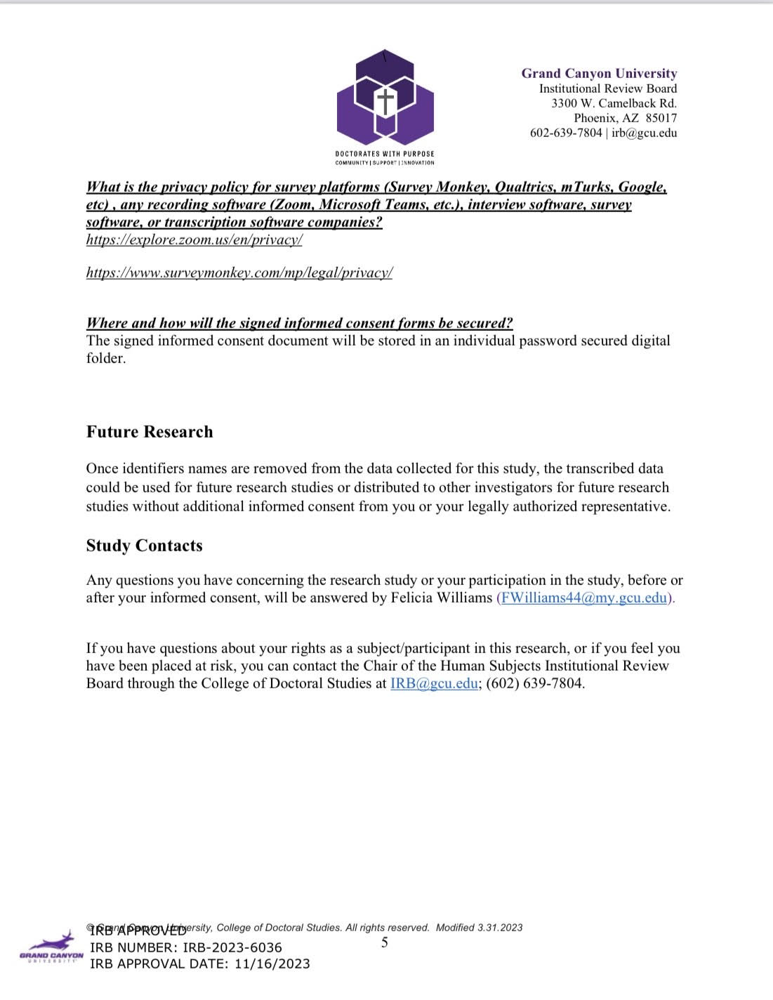 Grand Canyon University
Institutional Review Board
3300 W. Camelback Rd.
Phoenix, AZ 85017
602-639-7804 | irb@gcu.edu
DOCTORATES WITH PURPOSE
COMMUNITY | SUPPORT | INNOVATION
What is the privacy policy for survey platforms (Survey Monkey, Qualtrics, mTurks, Google,
etc) , any recording software (Zoom, Microsoft Teams, etc.), interview software, survey
software, or transcription software companies?
https://explore.zoom.us/en/privacy/
https://www.surveymonkey.com/mp/legal/privacy/
Where and how will the signed informed consent forms be secured?
The signed informed consent document will be stored in an individual password secured digital
folder.
Future Research
Once identifiers names are removed from the data collected for this study, the transcribed data
could be used for future research studies or distributed to other investigators for future research
studies without additional informed consent from you or your legally authorized representative.
Study Contacts
Any questions you have concerning the research study or your participation in the study, before or
after your informed consent, will be answered by Felicia Williams (FWilliams44@my.gcu.edu).
If you have questions about your rights as a subject/participant in this research, or if you feel you
have been placed at risk, you can contact the Chair of the Human Subjects Institutional Review
Board through the College of Doctoral Studies at IRB@gcu.edu; (602) 639-7804.
© Grand Canyon University, College of Doctoral Studies. All rights reserved. Modified 3.31.2023
IRB APPROVED
5
IRB NUMBER: IRB-2023-6036
IRB APPROVAL DATE: 11/16/2023
GRAND CANYON
UNIVERSITY